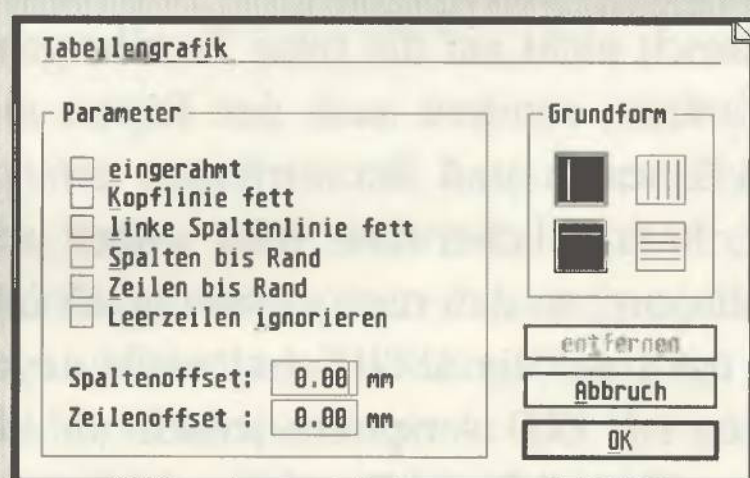 Tabellengrafik
Parameter
eingerahmt
Kopflinie fett
linke Spaltenlinie fett
Spalten bis Rand
Zeilen bis Rand
Leerzeilen ignorieren
Spaltenoffset: 0.00 mm
Zeilenoffset : 0.00 mm
Grundform
entfernen
Abbruch
OK